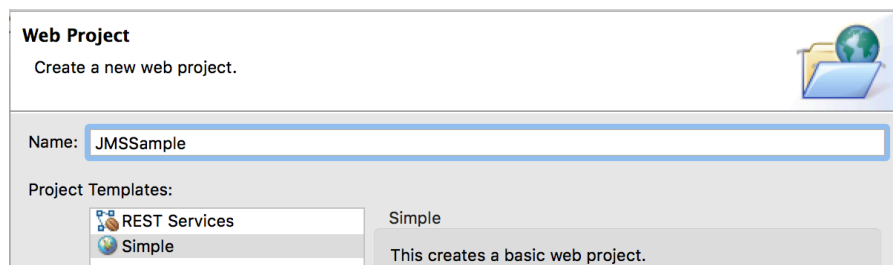 Web Project
Create a new web project.
Name: JMSSample
Project Templates:
REST Services
Simple
Simple
This creates a basic web project.